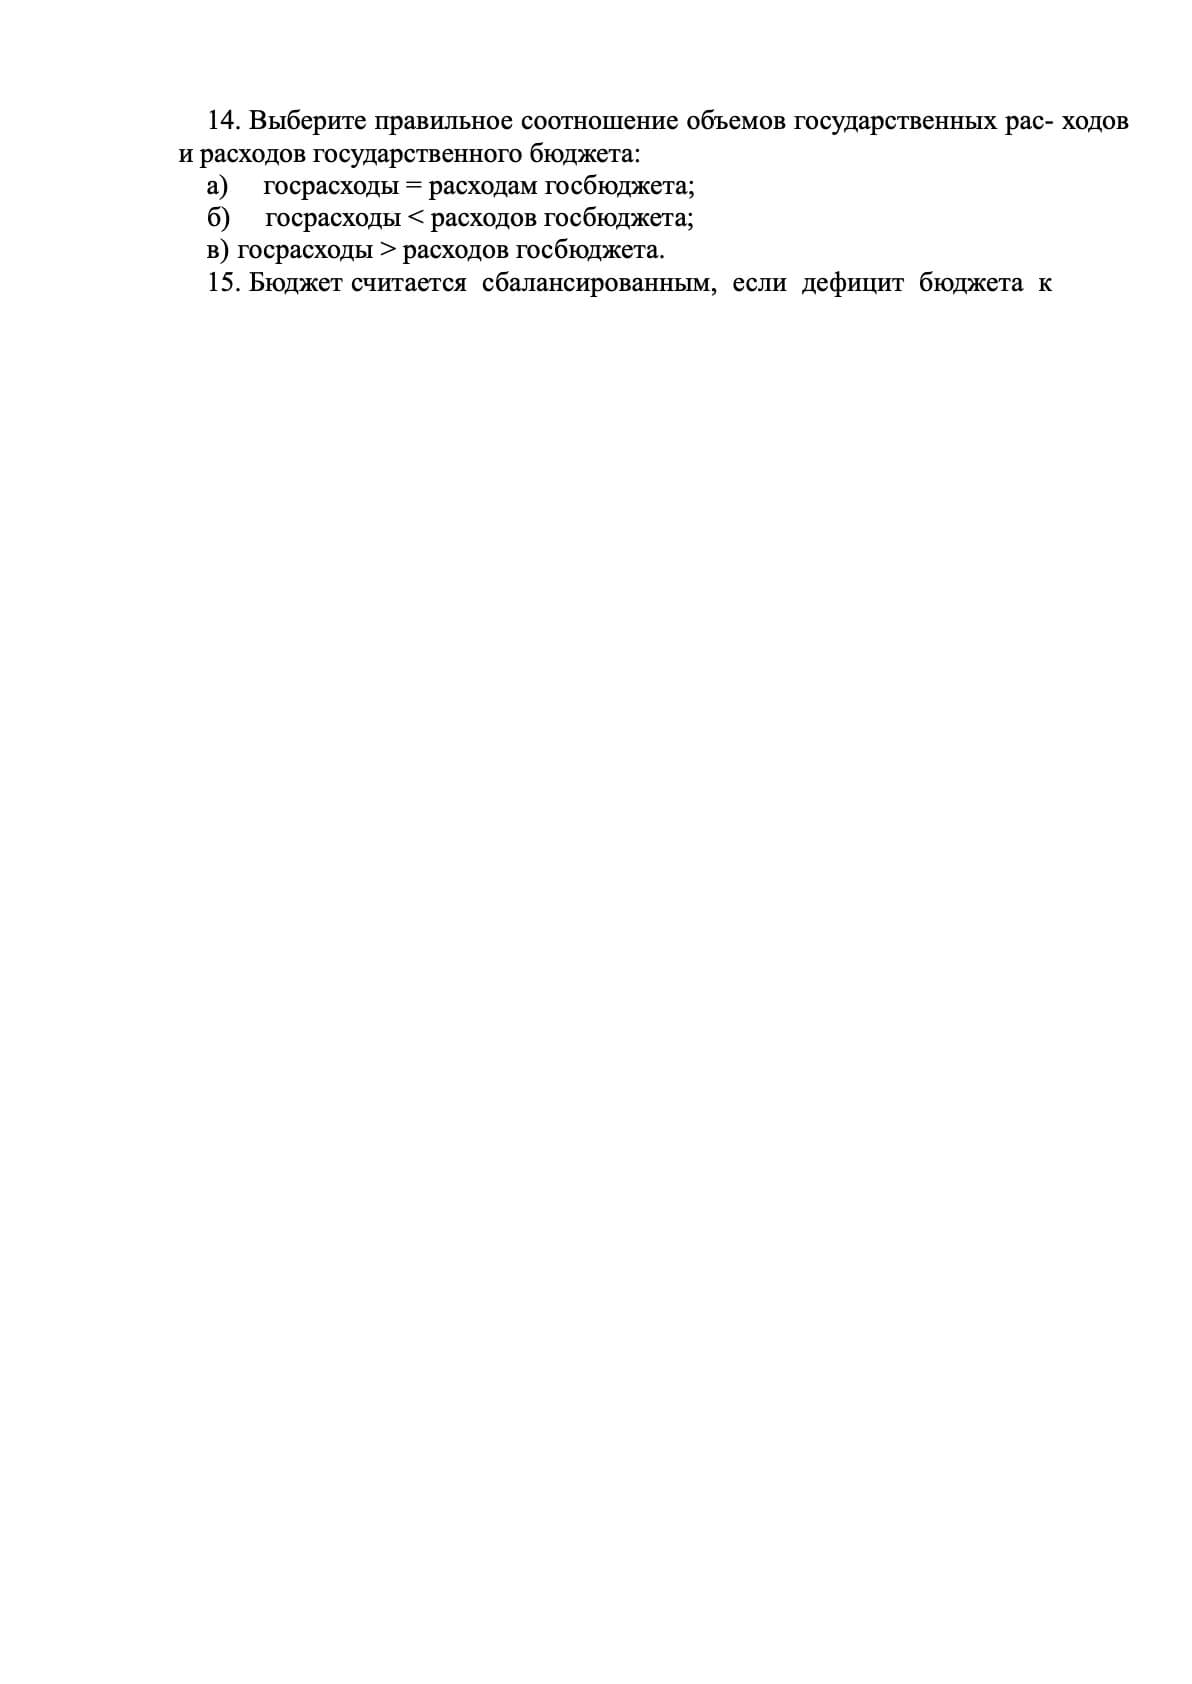 14. Выберите правильное соотношение объемов государственных рас- ходов
и расходов государственного бюджета:
а) госрасходы = расходам госбюджета;
б) госрасходы < расходов госбюджета;
в) госрасходы > расходов госбюджета.
15. Бюджет считается сбалансированным, если дефицит бюджета к